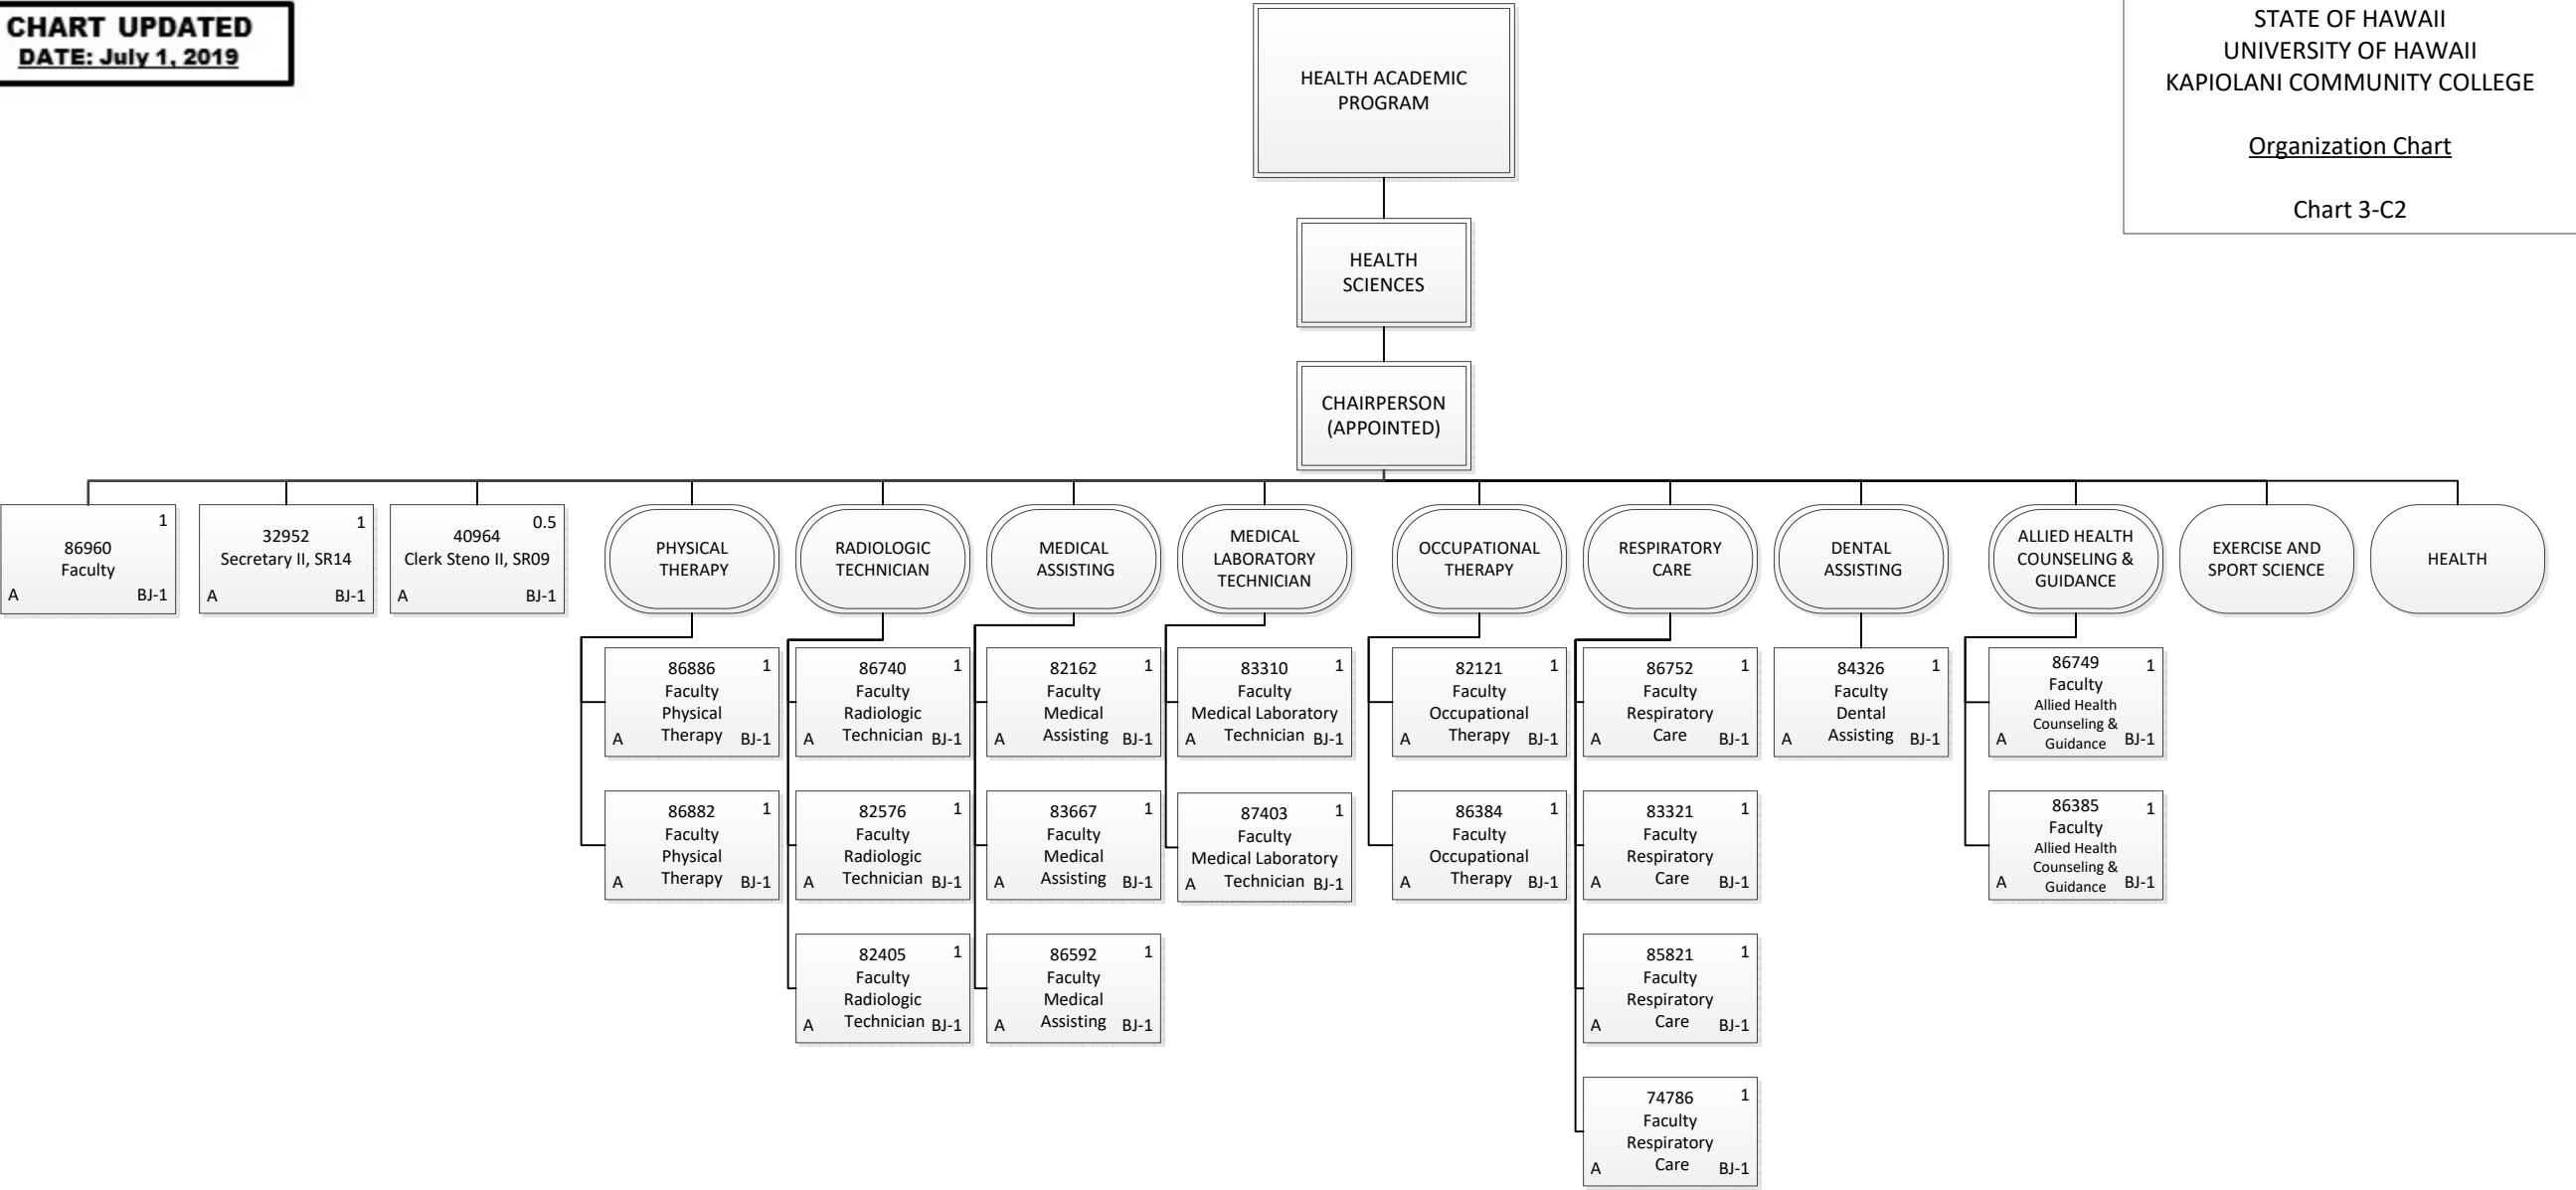 CHART UPDATED
DATE: July 1, 2019
STATE OF HAWAII
UNIVERSITY OF HAWAII
KAPIOLANI COMMUNITY COLLEGE
Organization Chart
Chart 3-C2
HEALTH ACADEMIC
PROGRAM
HEALTH
SCIENCES
CHAIRPERSON
(APPOINTED)
1
86960
Faculty
A BJ-1
1
32952
Secretary II, SR14
A BJ-1
0.5
40964
Clerk Steno II, SR09
A BJ-1
PHYSICAL
THERAPY
RADIOLOGIC
TECHNICIAN
MEDICAL
ASSISTING
MEDICAL
LABORATORY
TECHNICIAN
OCCUPATIONAL
THERAPY
RESPIRATORY
CARE
DENTAL
ASSISTING
ALLIED HEALTH
COUNSELING &
GUIDANCE
EXERCISE AND
SPORT SCIENCE
HEALTH
86886 1
Faculty
Physical
A Therapy BJ-1
86882 1
Faculty
Physical
A Therapy BJ-1
86740 1
Faculty
Radiologic
A Technician BJ-1
82576 1
Faculty
Radiologic
A Technician BJ-1
82405 1
Faculty
Radiologic
A Technician BJ-1
82162 1
Faculty
Medical
A Assisting BJ-1
83667 1
Faculty
Medical
A Assisting BJ-1
86592 1
Faculty
Medical
A Assisting BJ-1
83310 1
Faculty
Medical Laboratory
A Technician BJ-1
87403 1
Faculty
Medical Laboratory
A Technician BJ-1
82121 1
Faculty
Occupational
A Therapy BJ-1
86384 1
Faculty
Occupational
A Therapy BJ-1
86752 1
Faculty
Respiratory
A Care BJ-1
83321 1
Faculty
Respiratory
A Care BJ-1
85821 1
Faculty
Respiratory
A Care BJ-1
74786 1
Faculty
Respiratory
A Care BJ-1
84326 1
Faculty
Dental
A Assisting BJ-1
86749 1
Faculty
Allied Health
Counseling &
A Guidance BJ-1
86385 1
Faculty
Allied Health
Counseling &
A Guidance BJ-1